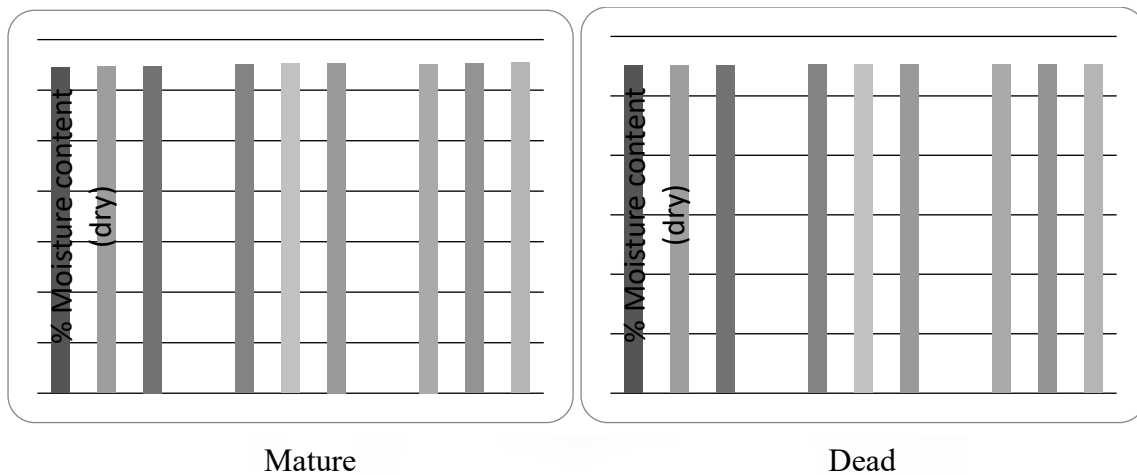 % Moisture content
(dry)
% Moisture content
(dry)
Mature
Dead